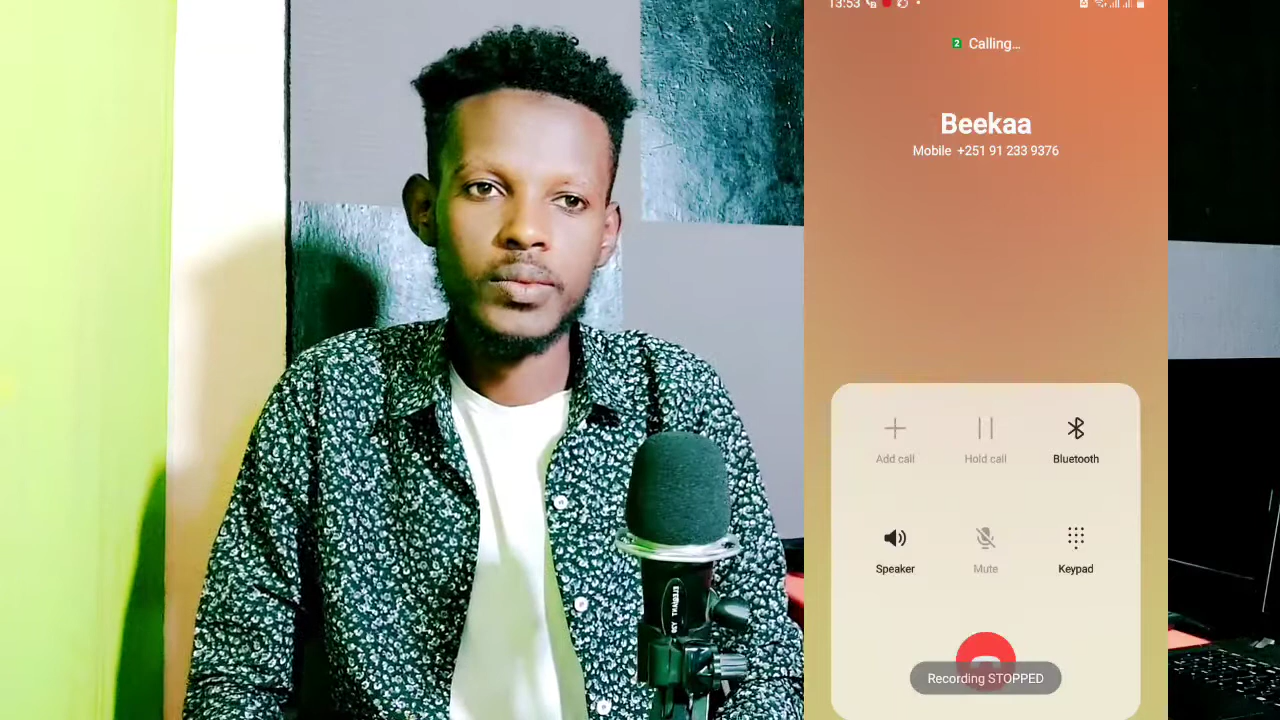 13:53
2 Calling...
Beekaa
Mobile +251 91 233 9376
Add call
Hold call
Bluetooth
Speaker
Mute
Keypad
Recording STOPPED